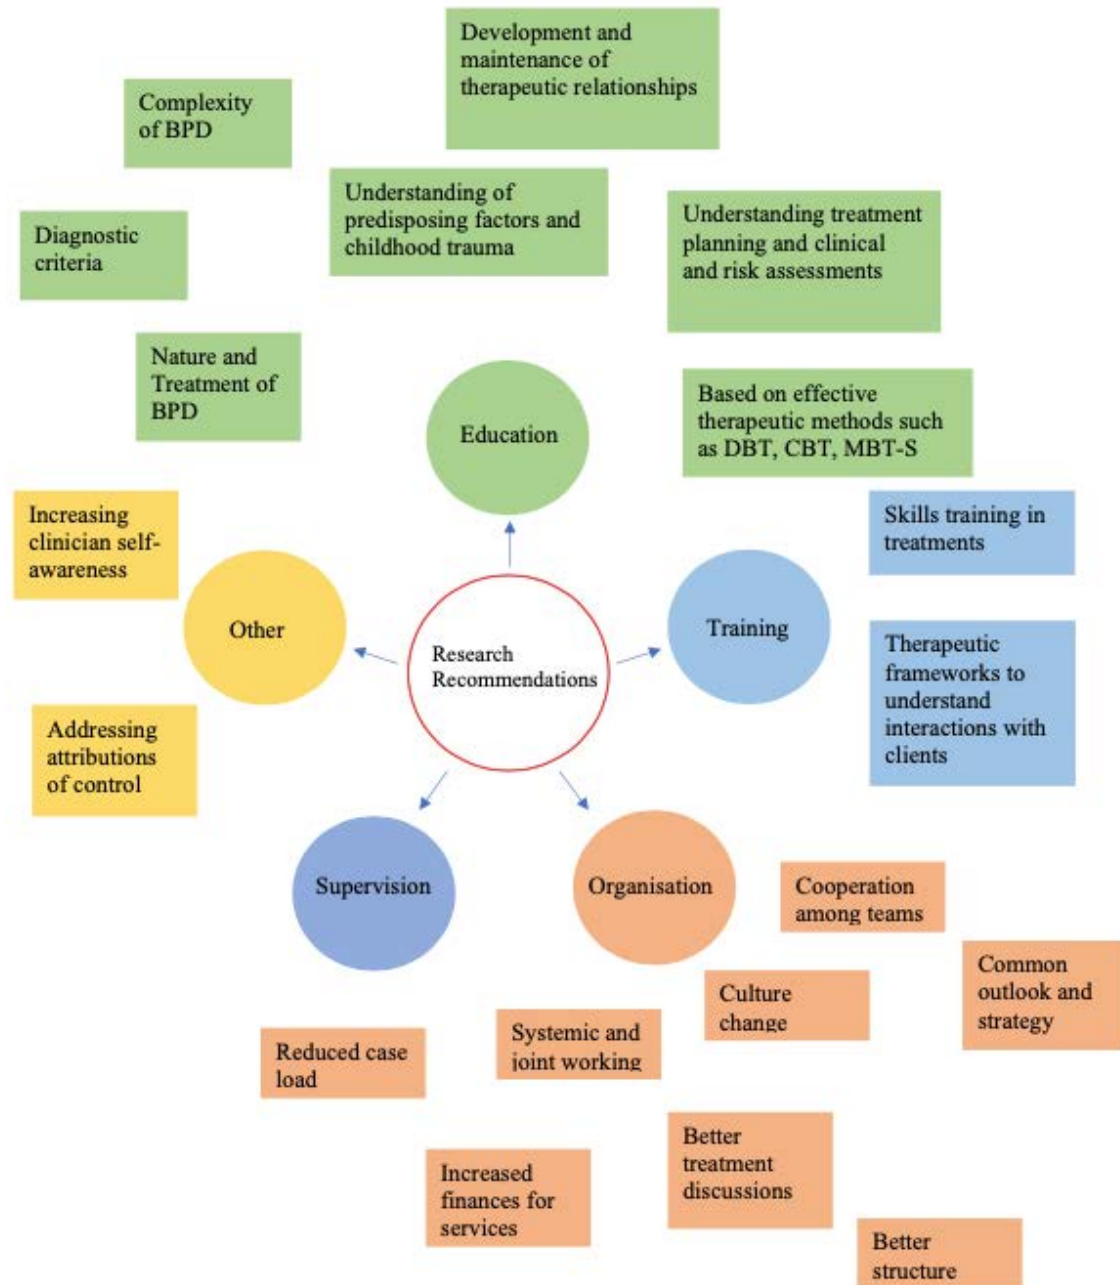 Development and
maintenance of
therapeutic relationships
Complexity
of BPD
Understanding of
predisposing factors and
childhood trauma
Understanding treatment
planning and clinical
and risk assessments
Diagnostic
criteria
Nature and
Treatment of
BPD
Based on effective
therapeutic methods such
as DBT, CBT, MBT-S
Education
Increasing
clinician self-
awareness
Skills training in
treatments
Other
Training
Research
Recommendations
Therapeutic
frameworks to
understand
interactions with
clients
Addressing
attributions
of control
Supervision
Organisation
Cooperation
among teams
Common
outlook and
strategy
Culture
change
Systemic and
joint working
Reduced case
load
Better
treatment
discussions
Increased
finances for
services
Better
structure